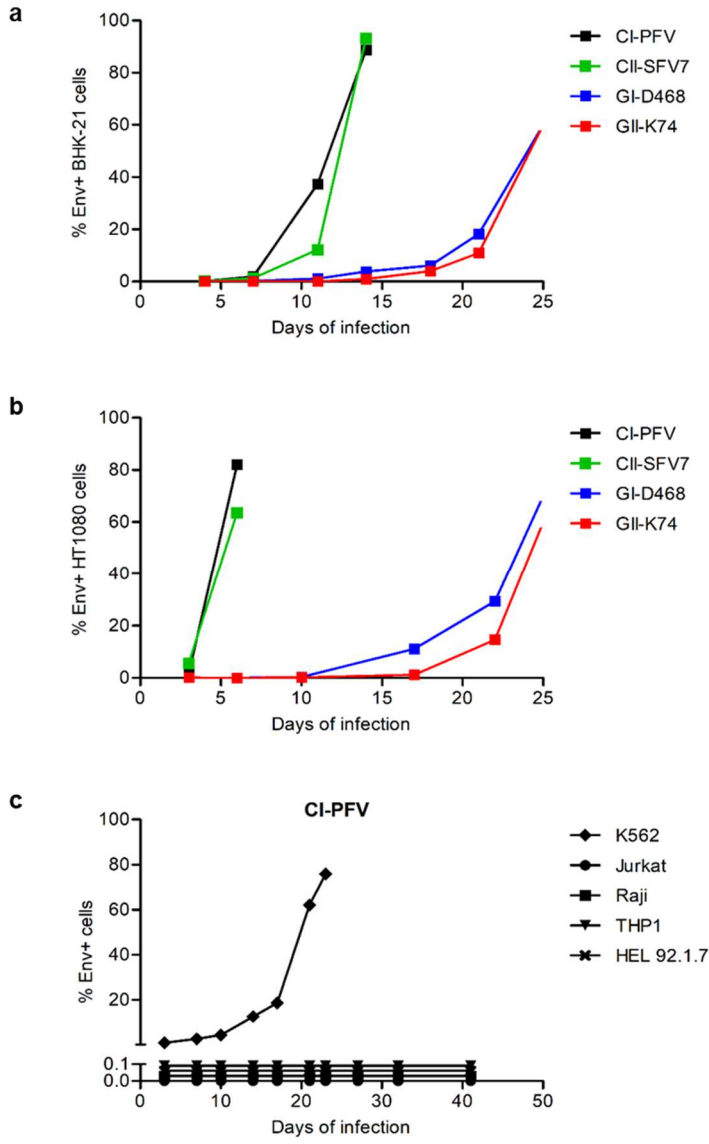 a
% Env+ BHK-21 cells
100
80
60
40
20
0
0 5 10 15 20 25
Days of infection
CI-PFV
CII-SFV7
GI-D468
GII-K74
b
% Env+ HT1080 cells
100
80
60
40
20
0
0 5 10 15 20 25
Days of infection
CI-PFV
CII-SFV7
GI-D468
GII-K74
c
CI-PFV
% Env+ cells
100
80
60
40
20
0.1
0.0
0 10 20 30 40 50
Days of infection
K562
Jurkat
Raji
THP1
HEL 92.1.7